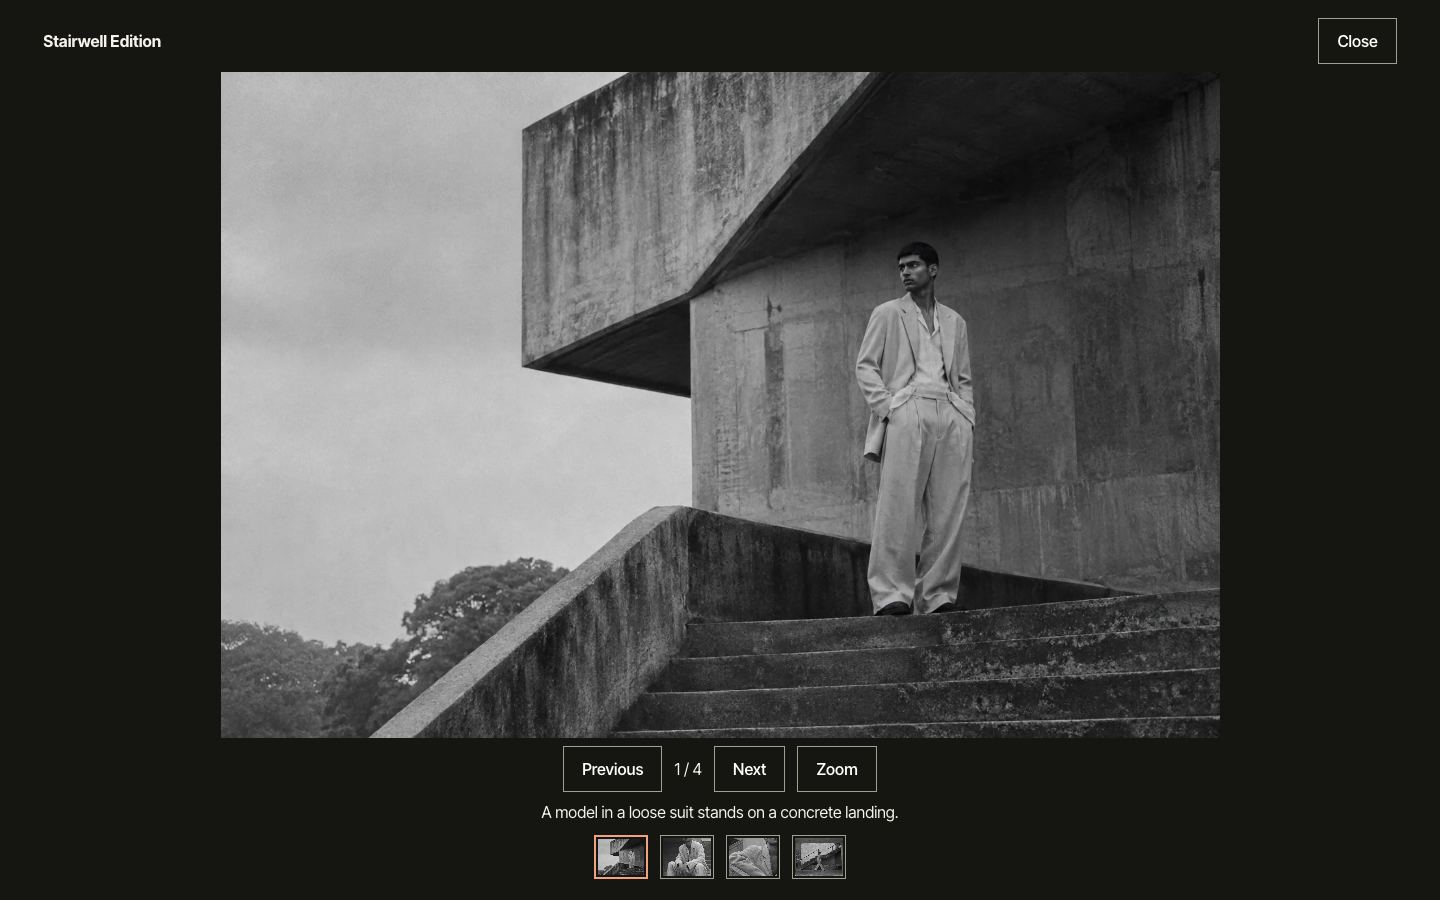 Stairwell Edition
Close
Previous
1 / 4
Next
Zoom
A model in a loose suit stands on a concrete landing.